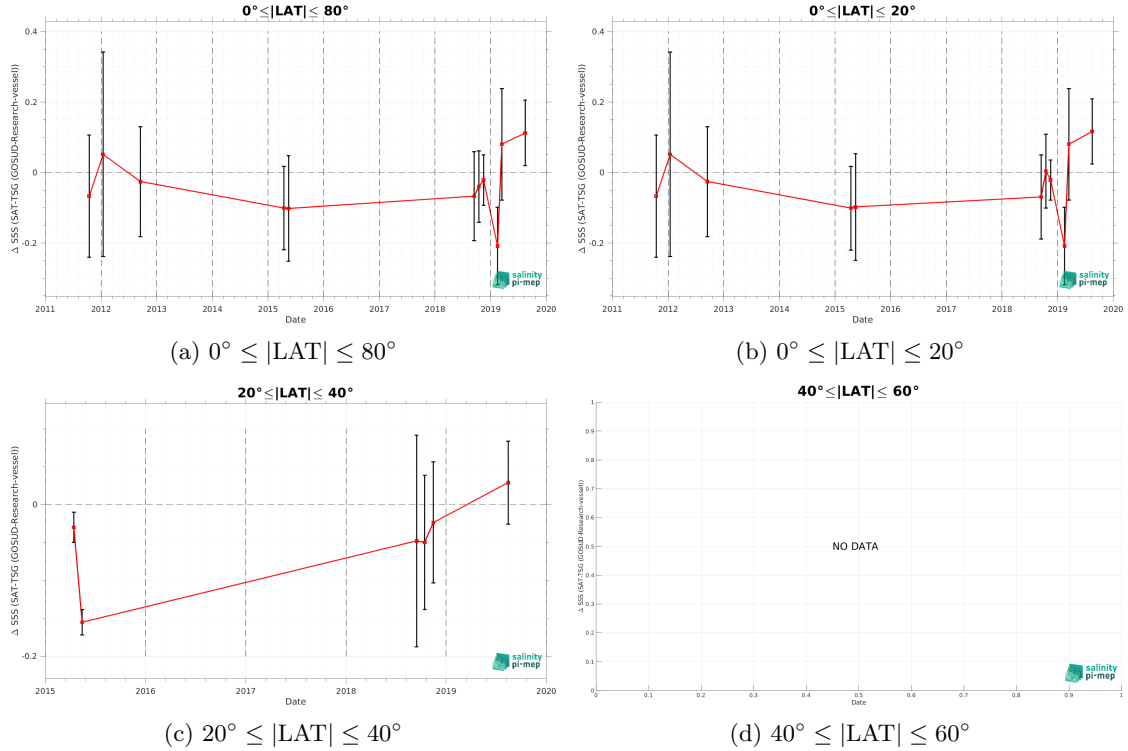 0°≤|LAT|≤ 80°
Δ SSS (SAT-TSG (GOSUD-Research-vessel))
0.4
0.2
0
-0.2
2011 2012 2013 2014 2015 2016 2017 2018 2019 2020
Date
salinity
pi-mep
(a) 0° ≤ |LAT| ≤ 80°
0°≤|LAT|≤ 20°
Δ SSS (SAT-TSG (GOSUD-Research-vessel))
0.4
0.2
0
-0.2
2011 2012 2013 2014 2015 2016 2017 2018 2019 2020
Date
salinity
pi-mep
(b) 0° ≤ |LAT| ≤ 20°
20°≤|LAT|≤ 40°
Δ SSS (SAT-TSG (GOSUD-Research-vessel))
0
-0.2
2015 2016 2017 2018 2019 2020
Date
salinity
pi-mep
(c) 20° ≤ |LAT| ≤ 40°
40°≤|LAT|≤ 60°
Δ SSS (SAT-TSG (GOSUD-Research-vessel))
1
0.9
0.8
0.7
0.6
0.5
0.4
0.3
0.2
0.1
0
NO DATA
0 0.1 0.2 0.3 0.4 0.5 0.6 0.7 0.8 0.9 1
Date
salinity
pi-mep
(d) 40° ≤ |LAT| ≤ 60°